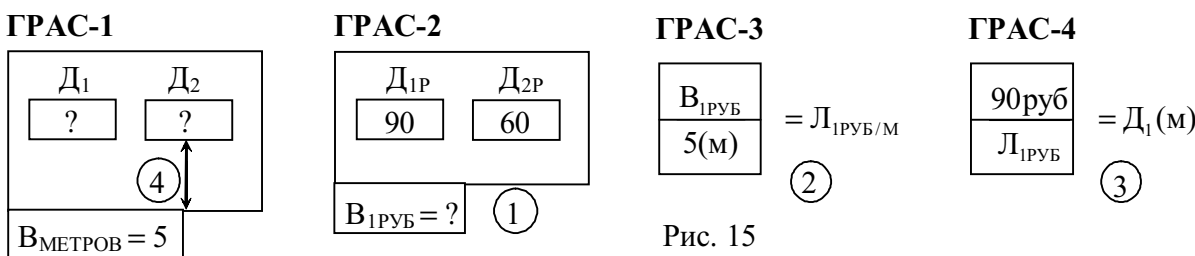 ГРАС-1 ГРАС-2 ГРАС-3 ГРАС-4
Д₁ Д₂ Д₁Р Д₂Р
? ? 90 60
В₁РУБ
5(м)
= Л₁РУБ/М
90руб
Л₁РУБ
= Д₁(м)
4 2 3
В₁РУБ = ? 1
ВМЕТРОВ = 5
Рис. 15